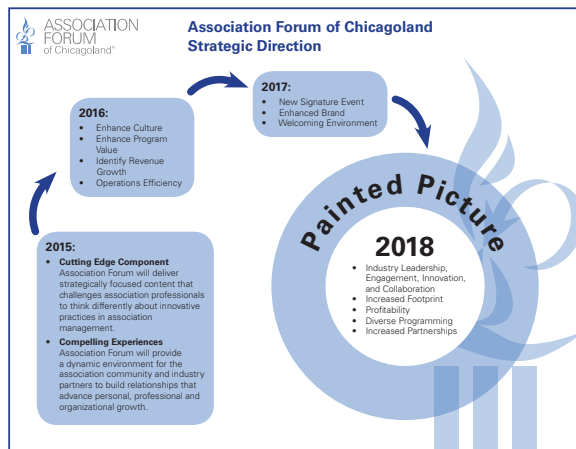 ASSOCIATION
FORUM
of Chicagoland®
Association Forum of Chicagoland
Strategic Direction
2015:
• Cutting Edge Component
Association Forum will deliver
strategically focused content that
challenges association professionals
to think differently about innovative
practices in association
management.
• Compelling Experiences
Association Forum will provide
a dynamic environment for the
association community and industry
partners to build relationships that
advance personal, professional and
organizational growth.
2016:
• Enhance Culture
• Enhance Program
Value
• Identify Revenue
Growth
• Operations Efficiency
2017:
• New Signature Event
• Enhanced Brand
• Welcoming Environment
Painted Picture
2018
• Industry Leadership,
Engagement, Innovation,
and Collaboration
• Increased Footprint
• Profitability
• Diverse Programming
• Increased Partnerships